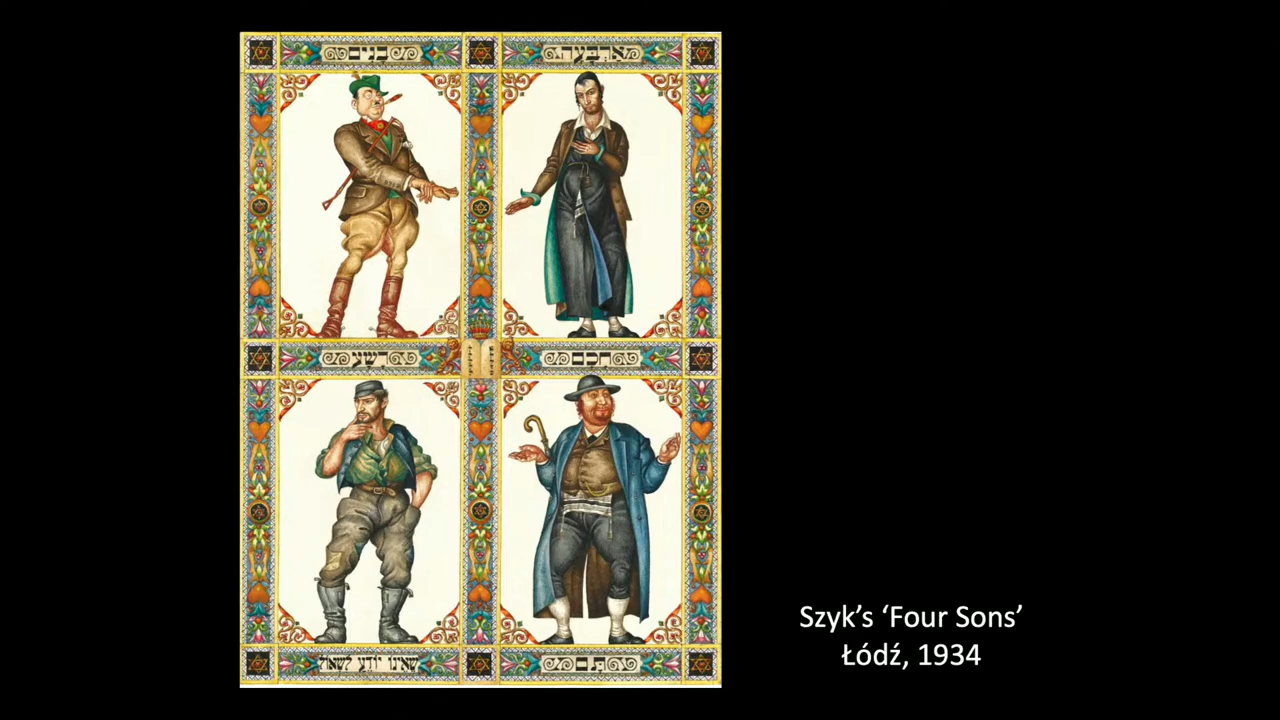 ארבעה
בנים
חכם
רשע
תם
שאינו יודע לשאול
Szyk’s ‘Four Sons’
Łódź, 1934